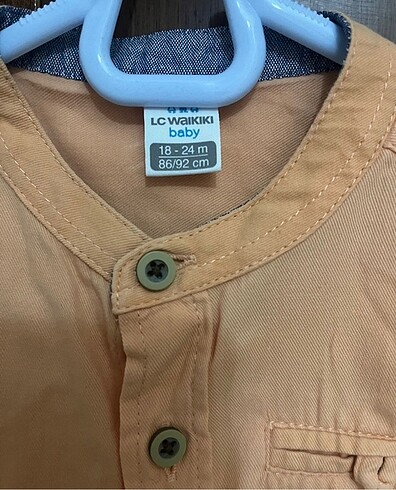 LC WAIKIKI
baby
18 - 24 m
86/92 cm